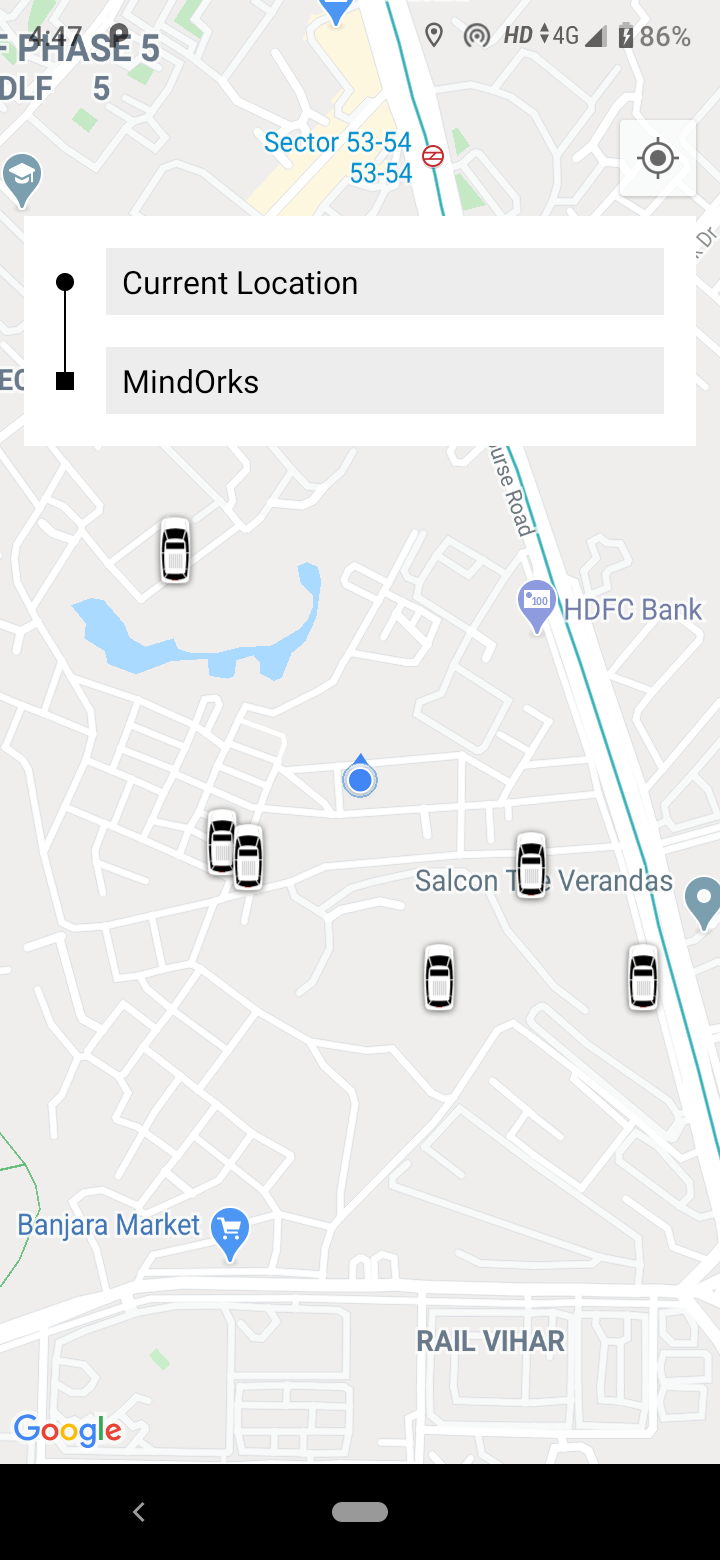 4:47
HD 4G 86%
F PHASE 5
DLF 5
Sector 53-54
53-54
Dr
Current Location
EC
MindOrks
urse Road
100
HDFC Bank
Salcon The Verandas
Banjara Market
RAIL VIHAR
Google